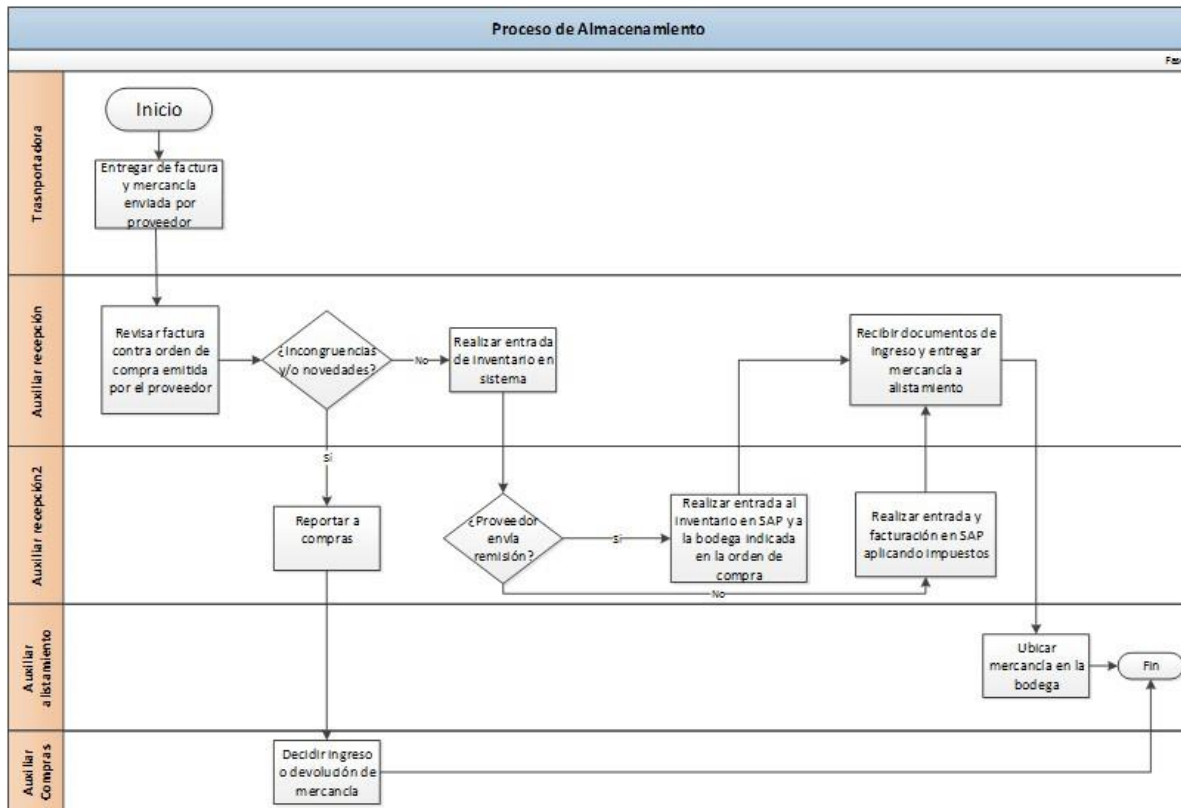 Proceso de Almacenamiento
Fase
Trasnportadora
Inicio
Entregar de factura
y mercancía
enviada por
proveedor
Auxiliar recepción
Revisar factura
contra orden de
compra emitida
por el proveedor
¿Incongruencias
y/o novedades?
No
Realizar entrada
de inventario en
sistema
Recibir documentos de
ingreso y entregar
mercancía a
alistamiento
Si
Auxiliar recepción2
Reportar a
compras
¿Proveedor
envía
remisión?
si
Realizar entrada al
inventario en SAP y a
la bodega indicada
en la orden de
compra
Realizar entrada y
facturación en SAP
aplicando impuestos
No
Auxiliar
alistamiento
Ubicar
mercancía en la
bodega
Fin
Auxiliar
Compras
Decidir ingreso
o devolución de
mercancía